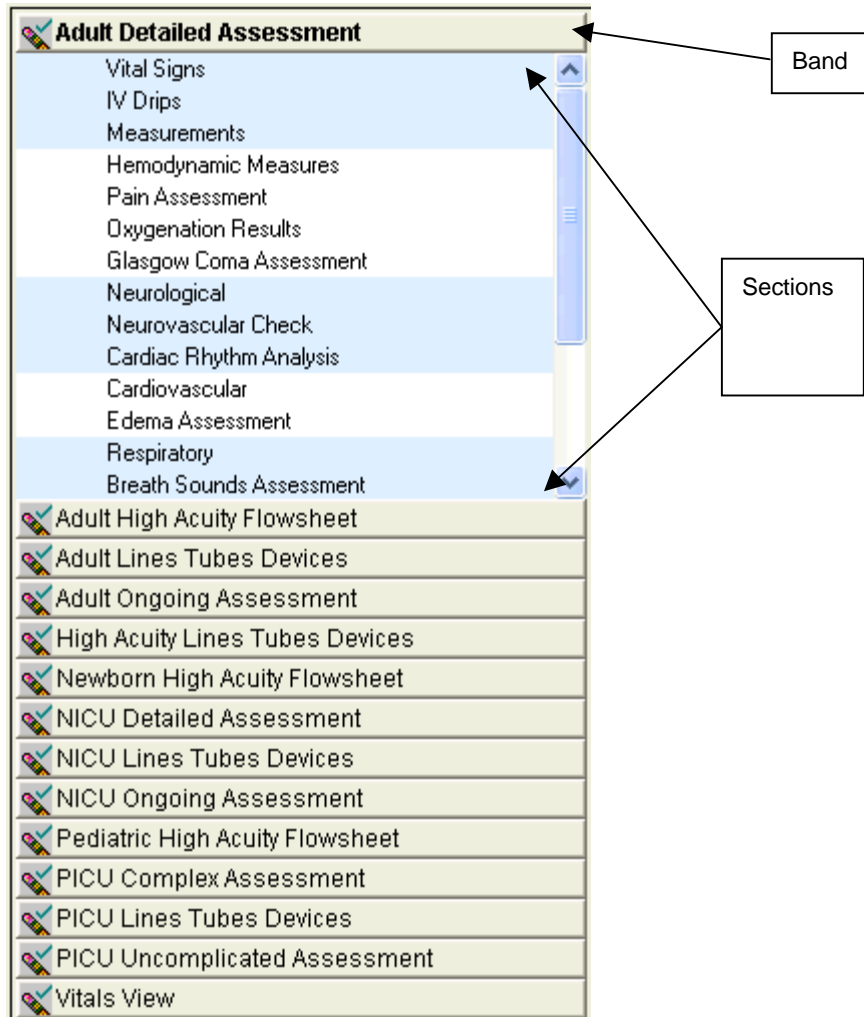 Adult Detailed Assessment
Band
Vital Signs
IV Drips
Measurements
Hemodynamic Measures
Pain Assessment
Oxygenation Results
Glasgow Coma Assessment
Neurological
Sections
Neurovascular Check
Cardiac Rhythm Analysis
Cardiovascular
Edema Assessment
Respiratory
Breath Sounds Assessment
Adult High Acuity Flowsheet
Adult Lines Tubes Devices
Adult Ongoing Assessment
High Acuity Lines Tubes Devices
Newborn High Acuity Flowsheet
NICU Detailed Assessment
NICU Lines Tubes Devices
NICU Ongoing Assessment
Pediatric High Acuity Flowsheet
PICU Complex Assessment
PICU Lines Tubes Devices
PICU Uncomplicated Assessment
Vitals View